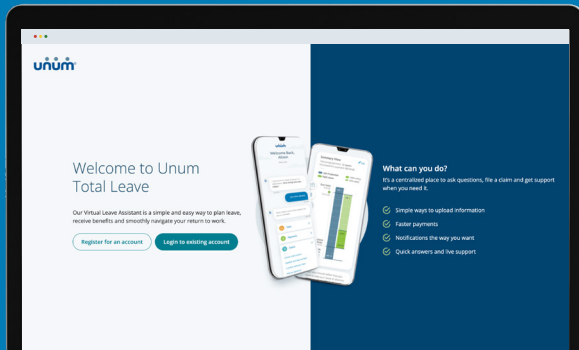 unum
Welcome to Unum
Total Leave
Our Virtual Leave Assistant is a simple and easy way to plan leave,
receive benefits and smoothly navigate your return to work.
Register for an account
Login to existing account
unum
Welcome Back,
What can you do?
It's a centralized place to ask questions, file a claim and get support
when you need it.
Simple ways to upload information
Faster payments
Notifications the way you want
Quick answers and live support